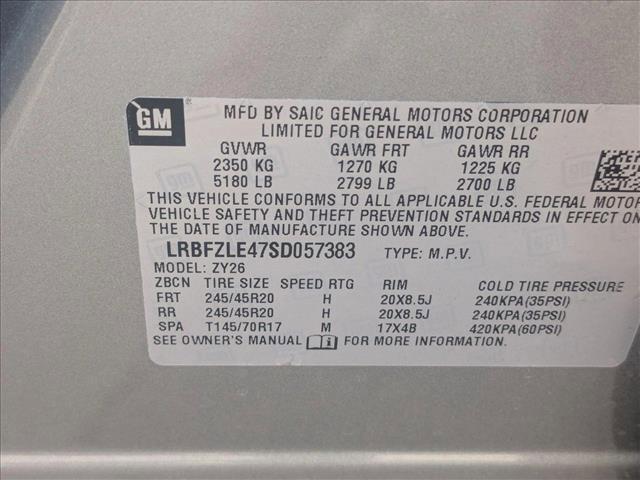 GM
MFD BY SAIC GENERAL MOTORS CORPORATION
LIMITED FOR GENERAL MOTORS LLC
GVWR GAWR FRT GAWR RR
2350 KG 1270 KG 1225 KG
5180 LB 2799 LB 2700 LB
THIS VEHICLE CONFORMS TO ALL APPLICABLE U.S. FEDERAL MOTOR
VEHICLE SAFETY AND THEFT PREVENTION STANDARDS IN EFFECT ON
THE DATE OF MANUFACTURE SHOWN ABOVE.
LRBFZLE47SD057383 TYPE: M.P.V.
MODEL: ZY26
ZBCN TIRE SIZE SPEED RTG RIM COLD TIRE PRESSURE
FRT 245/45R20 H 20X8.5J 240KPA(35PSI)
RR 245/45R20 H 20X8.5J 240KPA(35PSI)
SPA T145/70R17 M 17X4B 420KPA(60PSI)
SEE OWNER'S MANUAL FOR MORE INFORMATION.